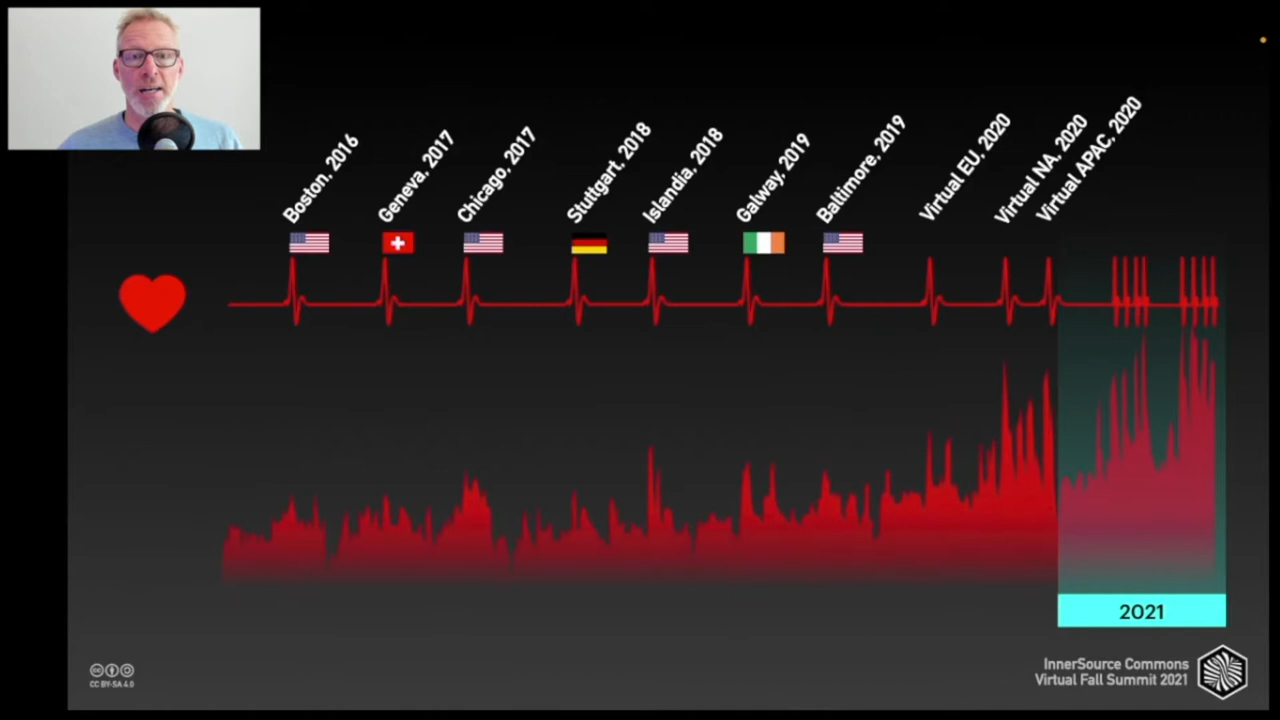 Boston, 2016
Geneva, 2017
Chicago, 2017
Stuttgart, 2018
Islandia, 2018
Galway, 2019
Baltimore, 2019
Virtual EU, 2020
Virtual NA, 2020
Virtual APAC, 2020
2021
CC BY-SA 4.0
InnerSource Commons
Virtual Fall Summit 2021